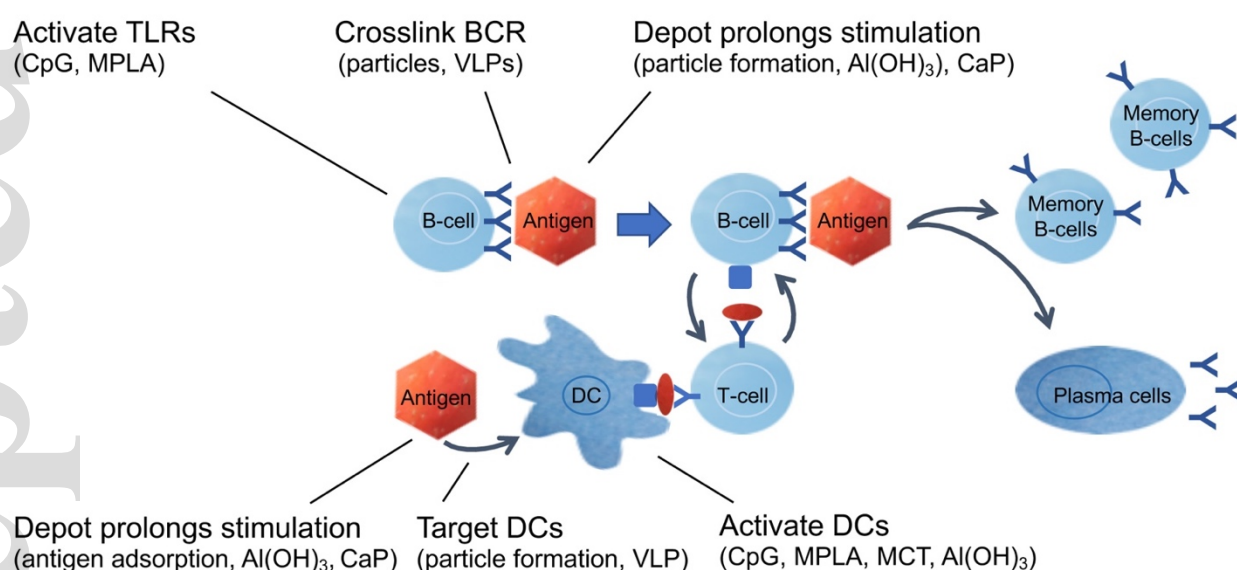 Activate TLRs
(CpG, MPLA)
Crosslink BCR
(particles, VLPs)
Depot prolongs stimulation
(particle formation, Al(OH)₃), CaP)
Memory
B-cells
Memory
B-cells
B-cell
Antigen
B-cell
Antigen
Antigen
DC
T-cell
Plasma cells
Depot prolongs stimulation
(antigen adsorption, Al(OH)₃, CaP)
Target DCs
(particle formation, VLP)
Activate DCs
(CpG, MPLA, MCT, Al(OH)₃)